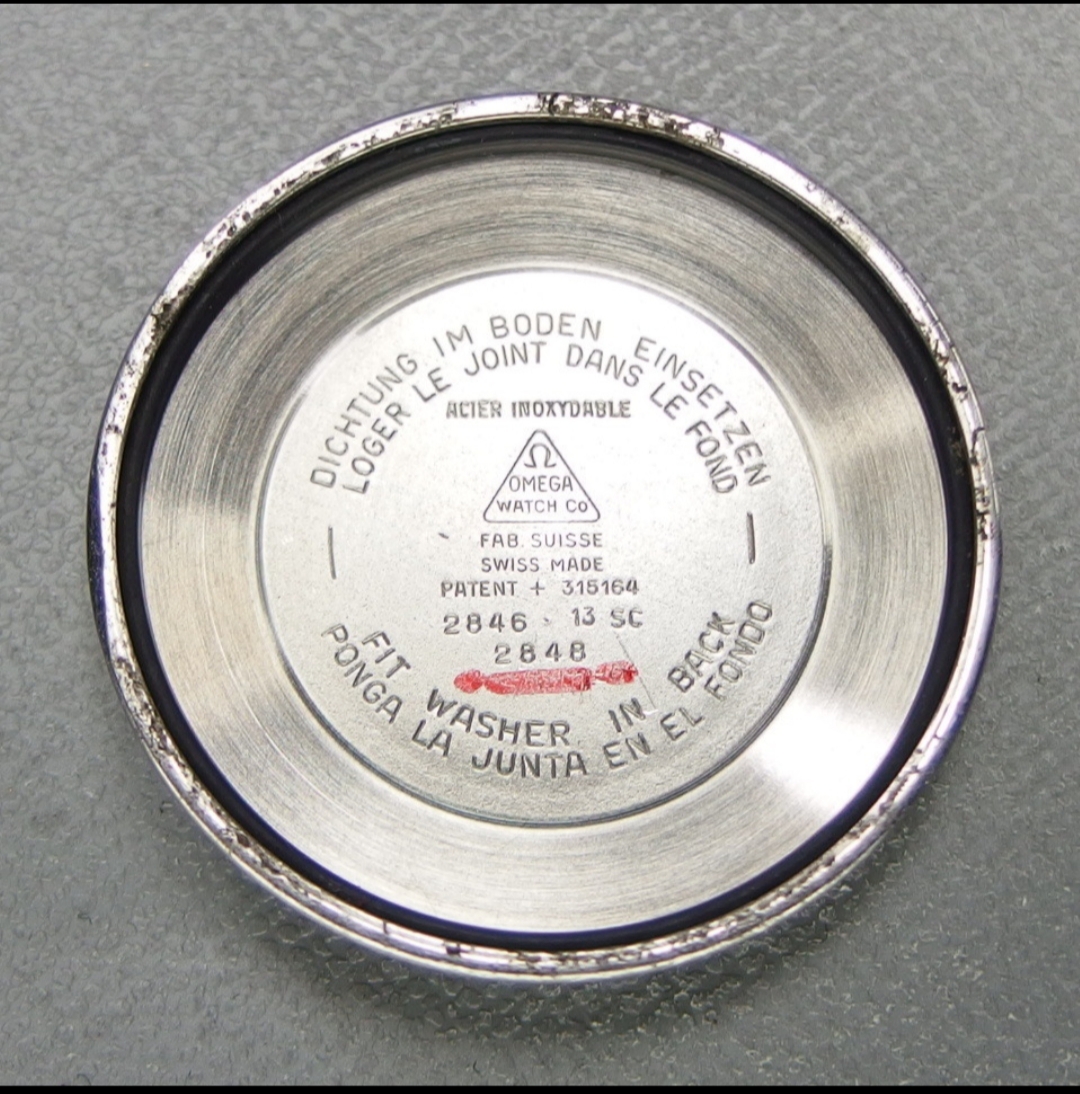 DICHTUNG IM BODEN EINSETZEN
LOGER LE JOINT DANS LE FOND
ACIER INOXYDABLE
Ω
OMEGA
WATCH Co
FAB. SUISSE
SWISS MADE
PATENT + 315164
2846 · 13 SC
2848
FIT WASHER IN BACK
PONGA LA JUNTA EN EL FONDO